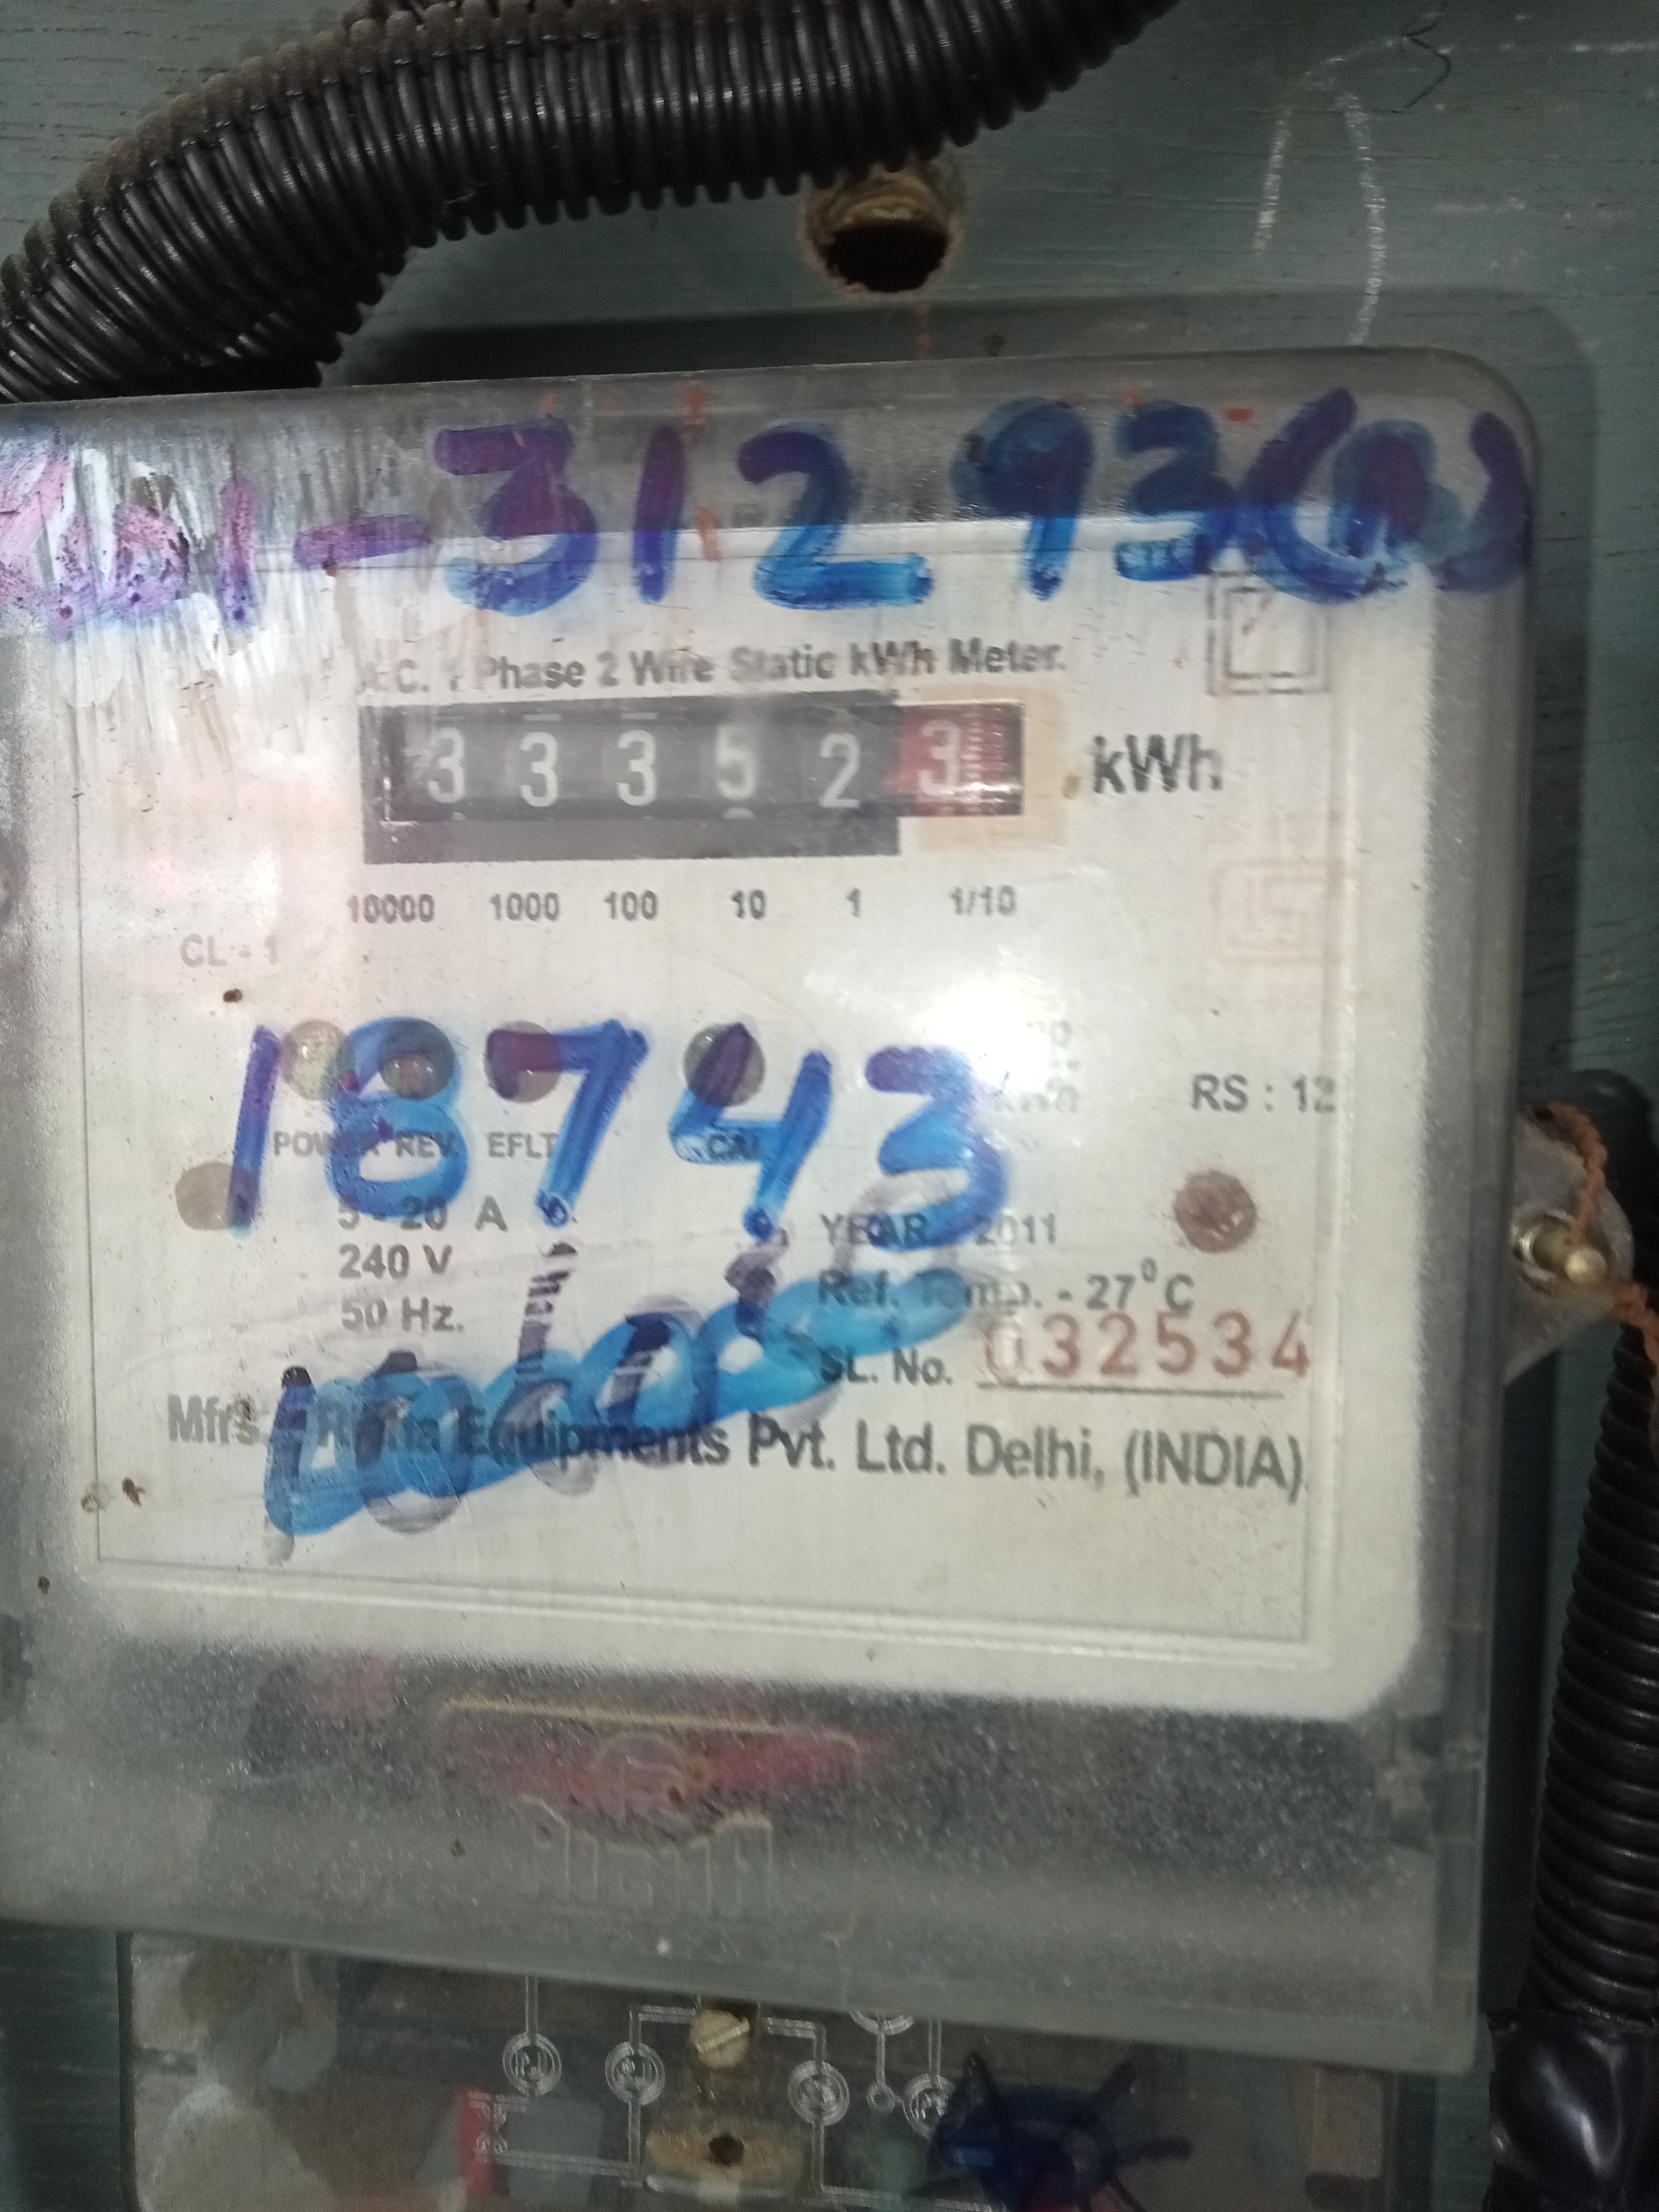 -31293(N)
A.C. 1 Phase 2 Wire Static kWh Meter.
3 3 3 5 2 3 kWh
10000 1000 100 10 1 1/10
CL - 1
18743
RS : 12
POWER REV. EFLT CAL
5 - 20 A
240 V
50 Hz.
YEAR 2011
Ref. Temp. - 27°C
SL. No. 032534
Mfrs. Equipments Pvt. Ltd. Delhi, (INDIA)